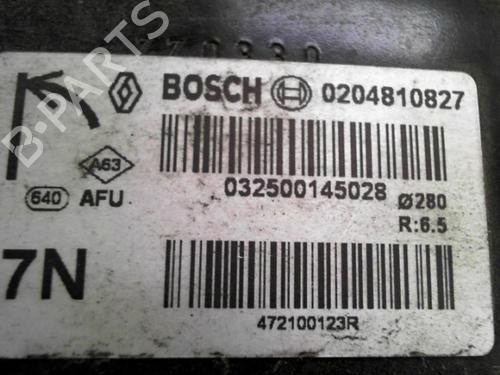 B-PARTS
BOSCH 0204810827
A63
032500145028
640 AFU
Ø280
R:6.5
7N
472100123R